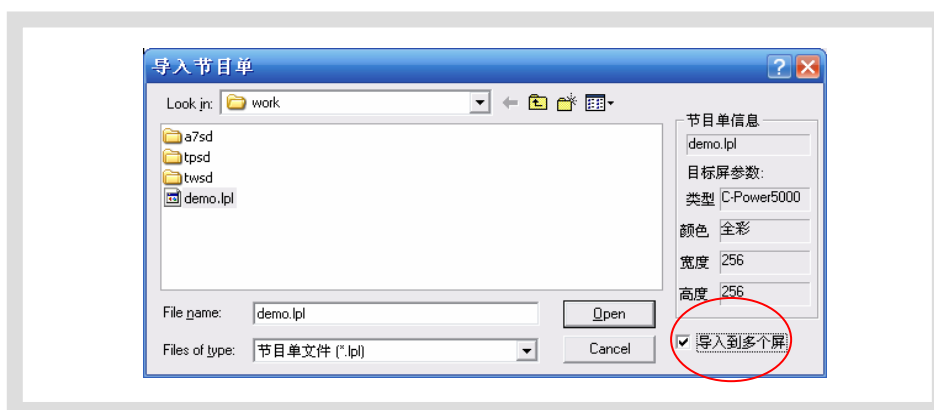 导入节目单
Look in: work
a7sd
tpsd
twsd
demo.lpl
File name: demo.lpl Open
Files of type: 节目单文件 (*.lpl) Cancel
节目单信息
demo.lpl
目标屏参数:
类型 C-Power5000
颜色 全彩
宽度 256
高度 256
导入到多个屏